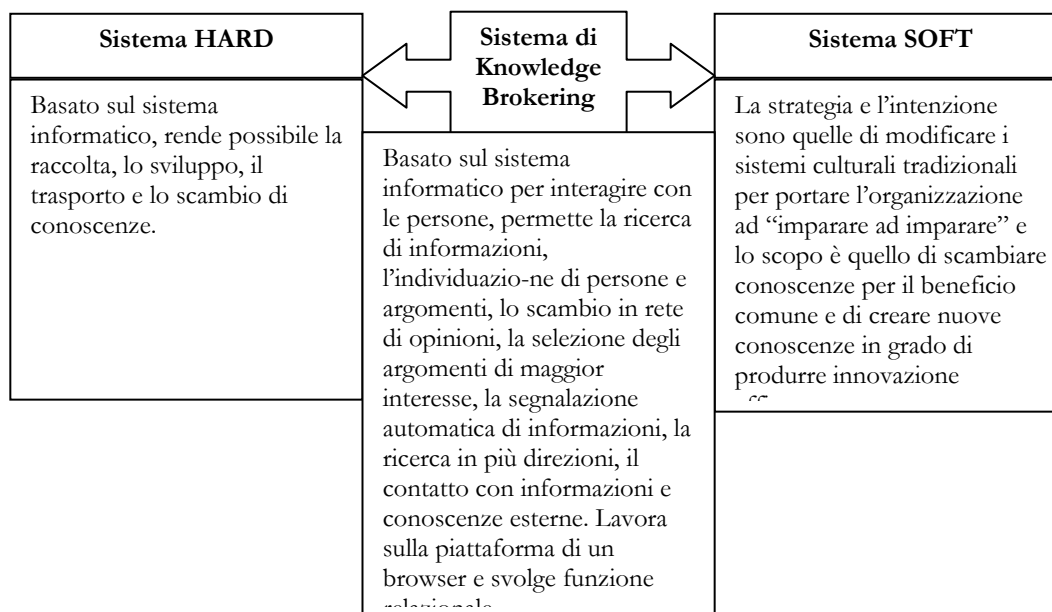 Sistema HARD
Basato sul sistema
informatico, rende possibile la
raccolta, lo sviluppo, il
trasporto e lo scambio di
conoscenze.
Sistema di
Knowledge
Brokering
Basato sul sistema
informatico per interagire con
le persone, permette la ricerca
di informazioni,
l’individuazio-ne di persone e
argomenti, lo scambio in rete
di opinioni, la selezione degli
argomenti di maggior
interesse, la segnalazione
automatica di informazioni, la
ricerca in più direzioni, il
contatto con informazioni e
conoscenze esterne. Lavora
sulla piattaforma di un
browser e svolge funzione
relazionale
Sistema SOFT
La strategia e l’intenzione
sono quelle di modificare i
sistemi culturali tradizionali
per portare l’organizzazione
ad “imparare ad imparare” e
lo scopo è quello di scambiare
conoscenze per il beneficio
comune e di creare nuove
conoscenze in grado di
produrre innovazione